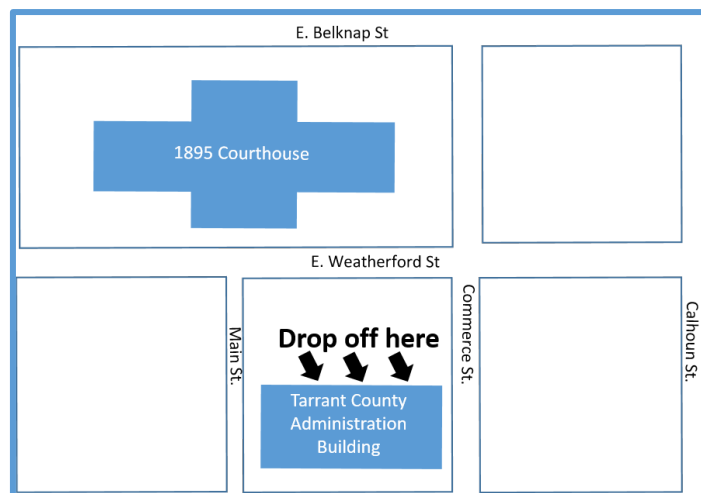 E. Belknap St
1895 Courthouse
E. Weatherford St
Main St.
Commerce St.
Calhoun St.
Drop off here
Tarrant County
Administration
Building